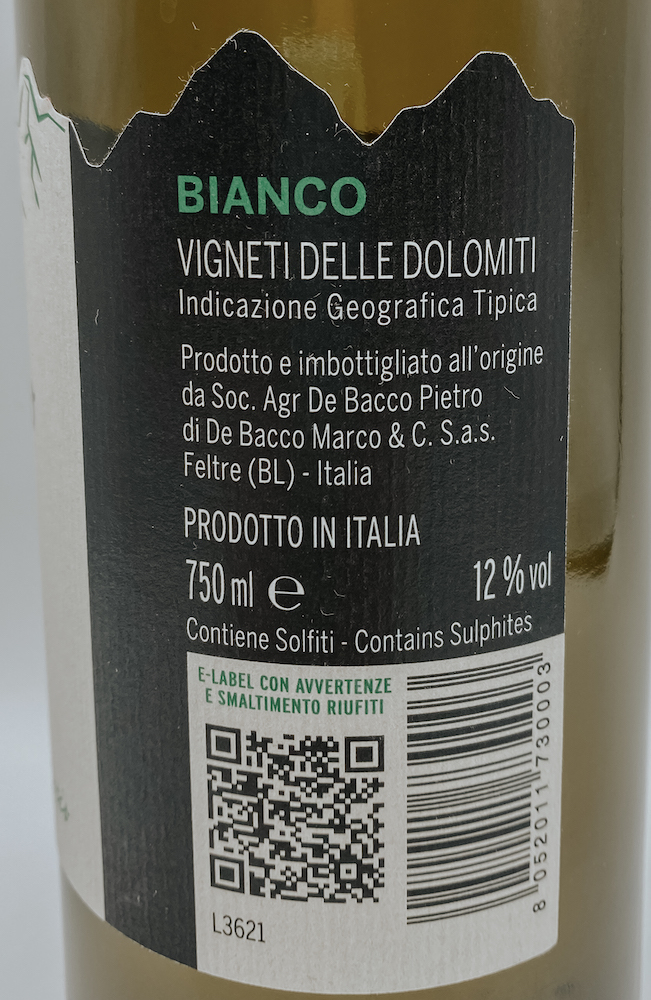 BIANCO
VIGNETI DELLE DOLOMITI
Indicazione Geografica Tipica
Prodotto e imbottigliato all'origine
da Soc. Agr De Bacco Pietro
di De Bacco Marco & C. S.a.s.
Feltre (BL) - Italia
PRODOTTO IN ITALIA
750 ml ℮ 12 % vol
Contiene Solfiti - Contains Sulphites
E-LABEL CON AVVERTENZE
E SMALTIMENTO RIUFITI
L3621
8 052011 730003